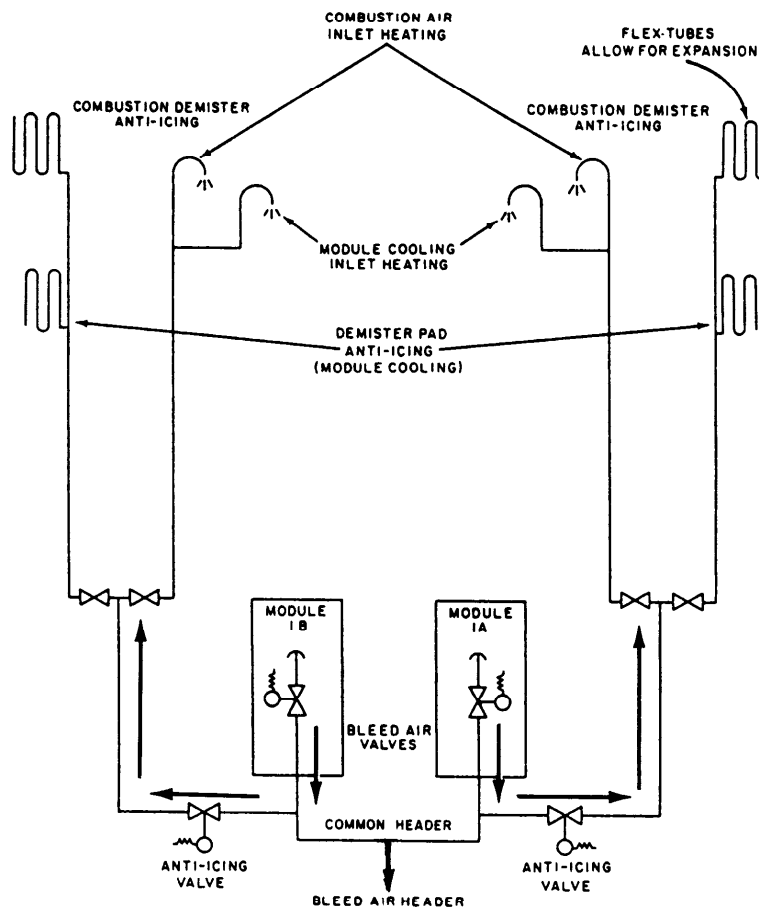 COMBUSTION AIR
INLET HEATING
FLEX-TUBES
ALLOW FOR EXPANSION
COMBUSTION DEMISTER
ANTI-ICING
COMBUSTION DEMISTER
ANTI-ICING
MODULE COOLING
INLET HEATING
DEMISTER PAD
ANTI-ICING
(MODULE COOLING)
MODULE
1B
MODULE
1A
BLEED AIR
VALVES
COMMON HEADER
ANTI-ICING
VALVE
ANTI-ICING
VALVE
BLEED AIR HEADER